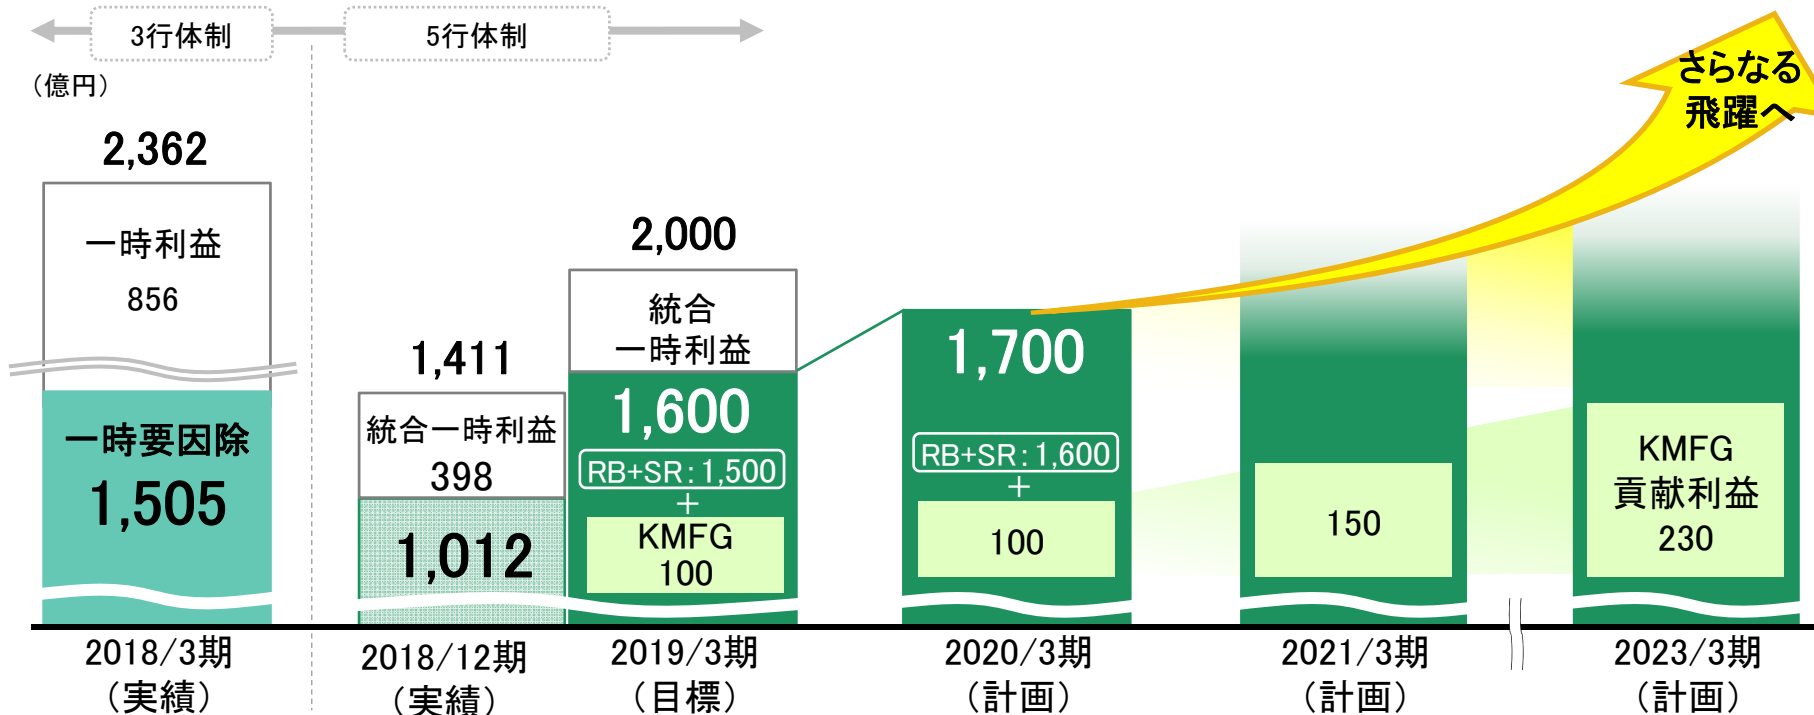 3行体制
5行体制
（億円）
2,362
一時利益
856
一時要因除
1,505
1,411
統合一時利益
398
1,012
2,000
統合
一時利益
1,600
RB+SR：1,500
＋
KMFG
100
1,700
RB+SR：1,600
＋
100
150
KMFG
貢献利益
230
さらなる
飛躍へ
2018/3期
（実績）
2018/12期
（実績）
2019/3期
（目標）
2020/3期
（計画）
2021/3期
（計画）
2023/3期
（計画）